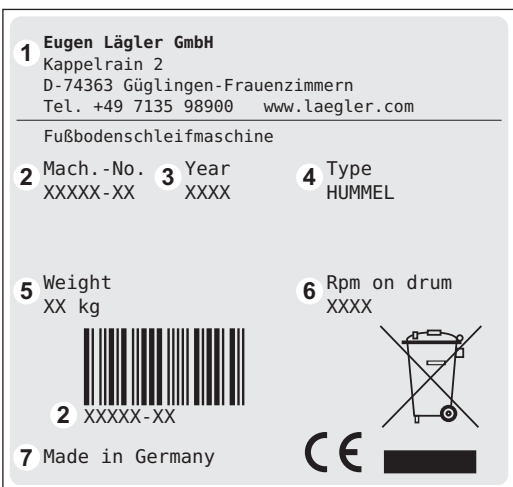 1 Eugen Lägler GmbH
Kappelrain 2
D-74363 Güglingen-Frauenzimmern
Tel. +49 7135 98900 www.laegler.com
Fußbodenschleifmaschine
2 Mach.-No. 3 Year 4 Type
XXXXX-XX XXXX HUMMEL
5 Weight 6 Rpm on drum
XX kg XXXX
2 XXXXX-XX
7 Made in Germany CE